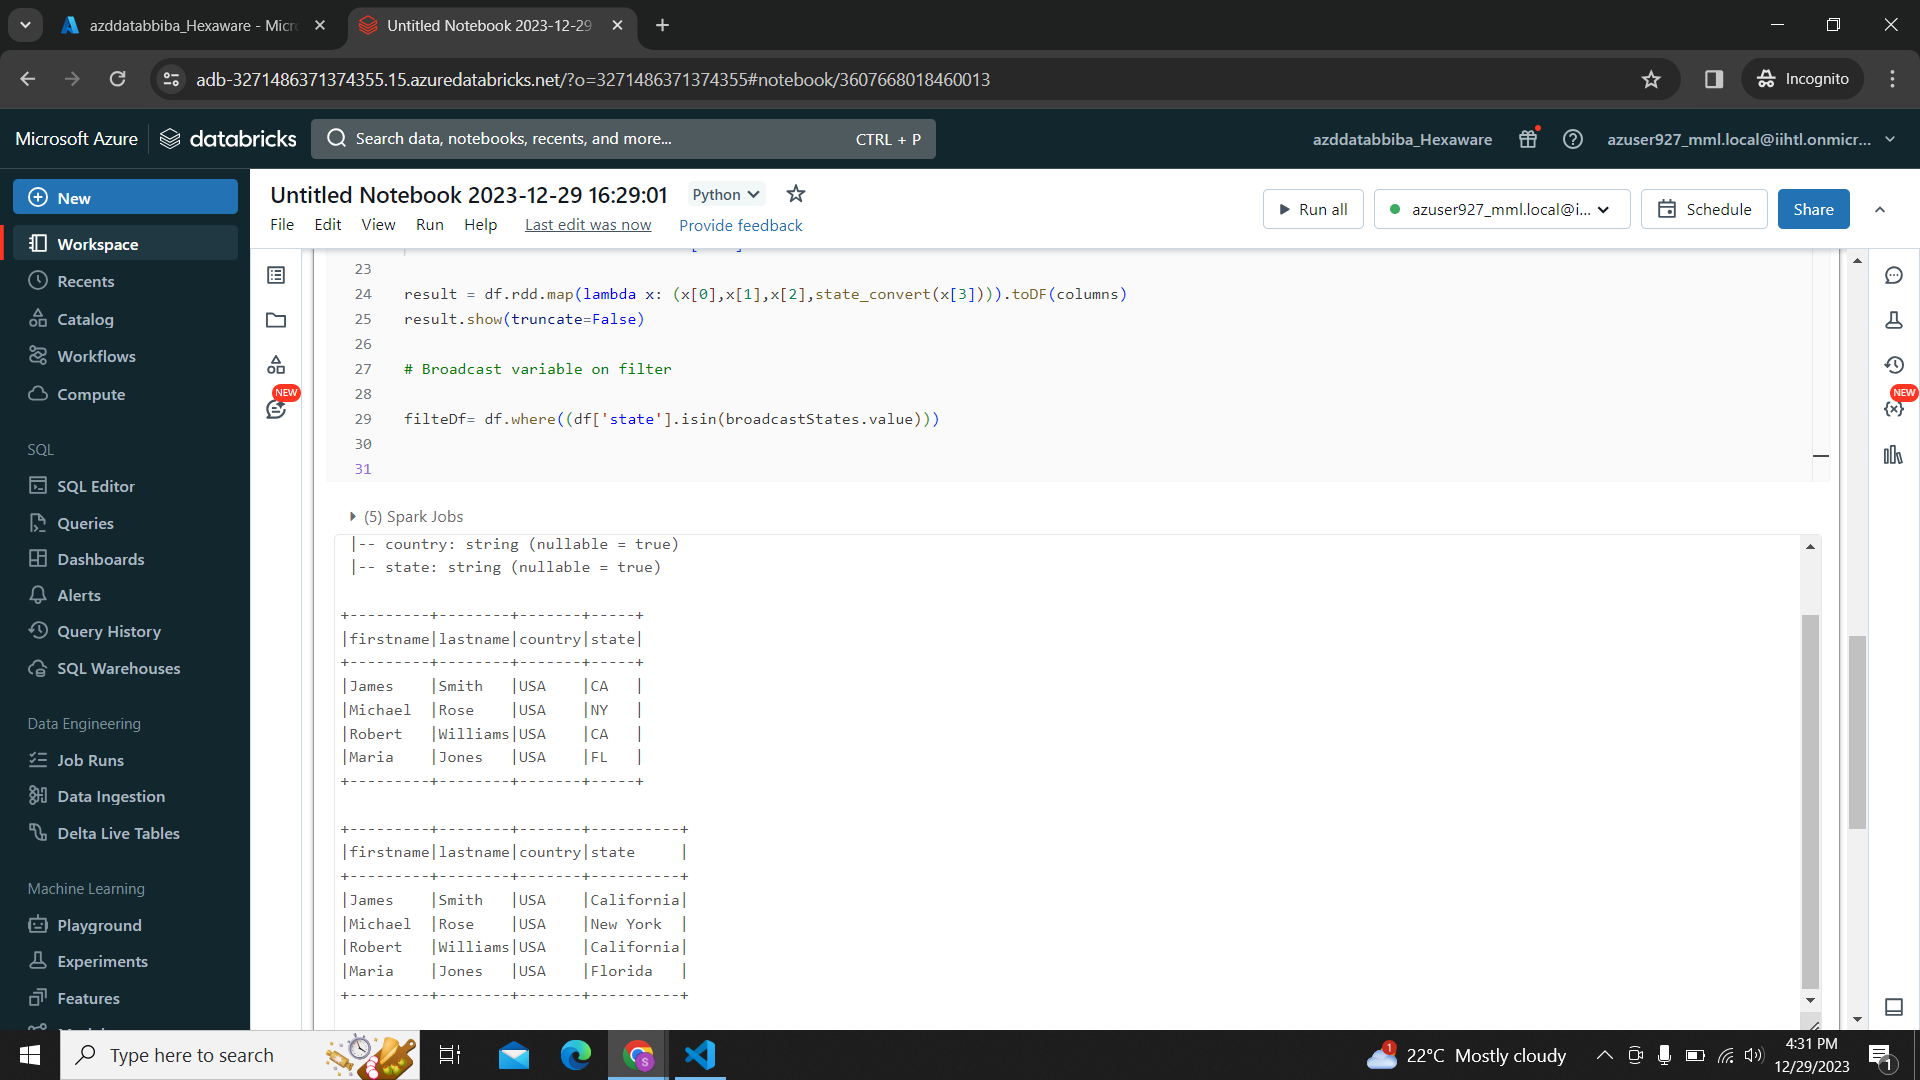 azddatabbiba_Hexaware - Micro
Untitled Notebook 2023-12-29
adb-3271486371374355.15.azuredatabricks.net/?o=3271486371374355#notebook/3607668018460013
Incognito
Microsoft Azure
databricks
Search data, notebooks, recents, and more...
CTRL + P
azddatabbiba_Hexaware
azuser927_mml.local@iihtl.onmicr...
New
Workspace
Recents
Catalog
Workflows
Compute
SQL
SQL Editor
Queries
Dashboards
Alerts
Query History
SQL Warehouses
Data Engineering
Job Runs
Data Ingestion
Delta Live Tables
Machine Learning
Playground
Experiments
Features
Untitled Notebook 2023-12-29 16:29:01
Python
File Edit View Run Help
Last edit was now
Provide feedback
Run all
azuser927_mml.local@i...
Schedule
Share
NEW
NEW
23
24 result = df.rdd.map(lambda x: (x[0],x[1],x[2],state_convert(x[3]))).toDF(columns)
25 result.show(truncate=False)
26
27 # Broadcast variable on filter
28
29 filteDf= df.where((df['state'].isin(broadcastStates.value)))
30
31
(5) Spark Jobs
|-- country: string (nullable = true)
|-- state: string (nullable = true)
+---------+--------+-------+-----+
|firstname|lastname|country|state|
+---------+--------+-------+-----+
|James    |Smith   |USA    |CA   |
|Michael  |Rose    |USA    |NY   |
|Robert   |Williams|USA    |CA   |
|Maria    |Jones   |USA    |FL   |
+---------+--------+-------+-----+
+---------+--------+-------+----------+
|firstname|lastname|country|state     |
+---------+--------+-------+----------+
|James    |Smith   |USA    |California|
|Michael  |Rose    |USA    |New York  |
|Robert   |Williams|USA    |California|
|Maria    |Jones   |USA    |Florida   |
+---------+--------+-------+----------+
Type here to search
S
1
22°C Mostly cloudy
4:31 PM
12/29/2023
1